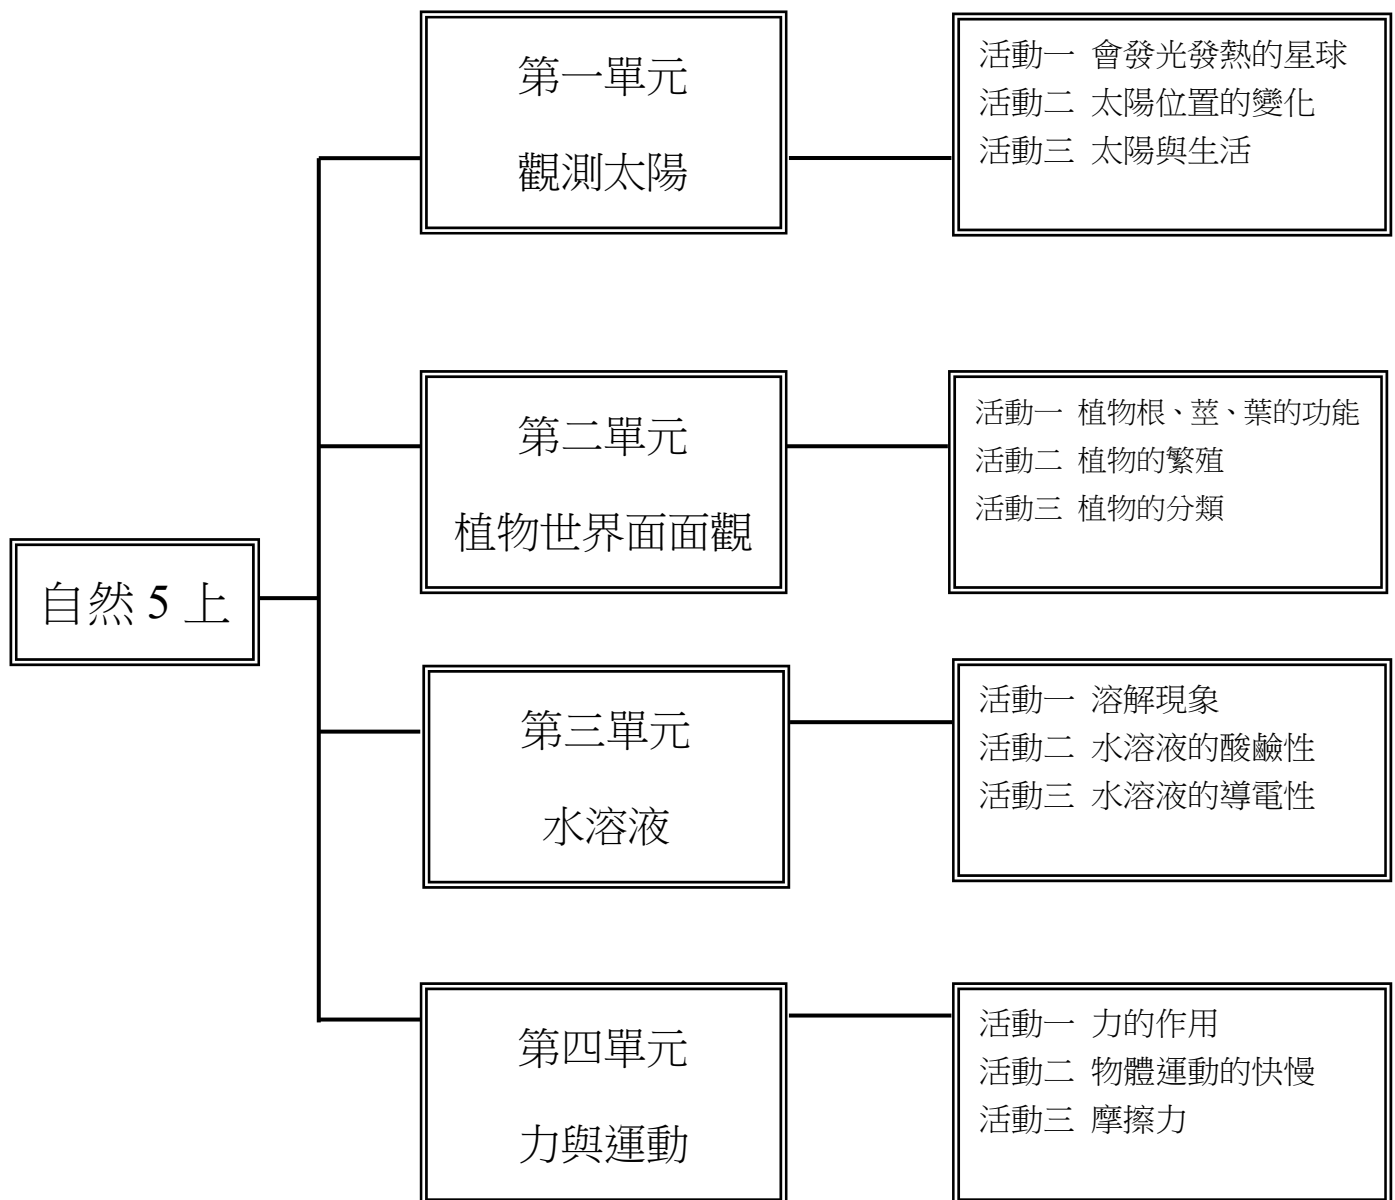 第一單元
觀測太陽
活動一 會發光發熱的星球
活動二 太陽位置的變化
活動三 太陽與生活
第二單元
植物世界面面觀
活動一 植物根、莖、葉的功能
活動二 植物的繁殖
活動三 植物的分類
自然 5 上
第三單元
水溶液
活動一 溶解現象
活動二 水溶液的酸鹼性
活動三 水溶液的導電性
第四單元
力與運動
活動一 力的作用
活動二 物體運動的快慢
活動三 摩擦力